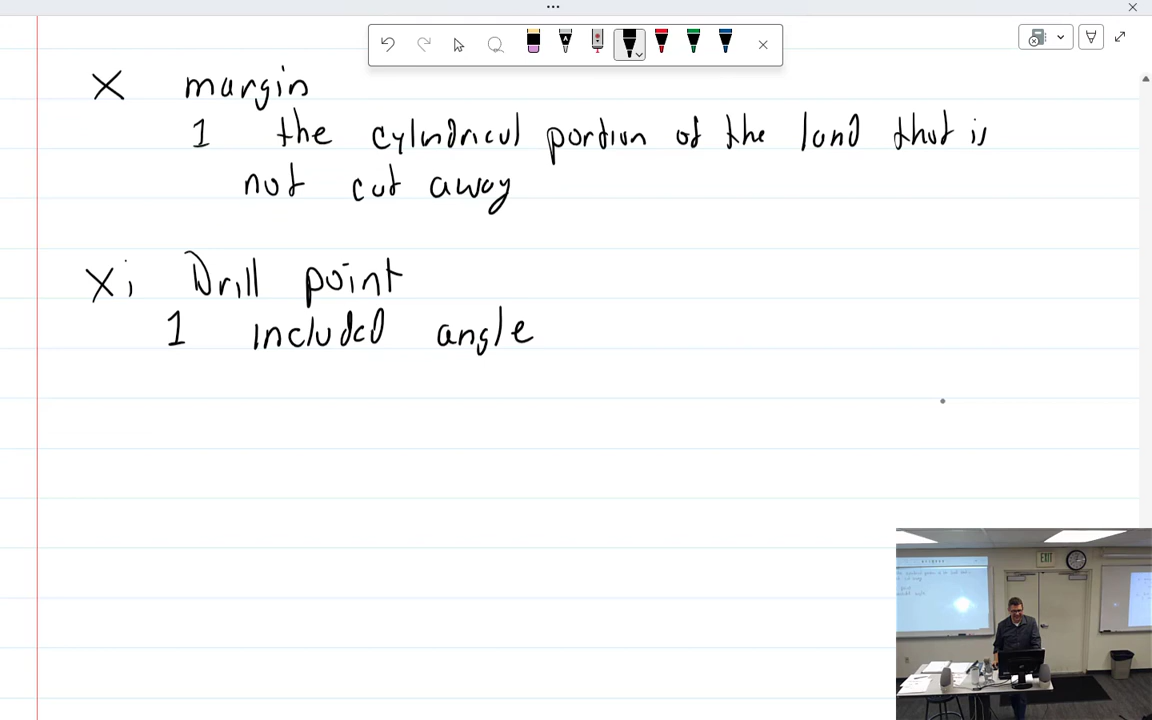 X margin
1 the cylindrical portion of the land that is
not cut away
Xi Drill point
1 included angle
EXIT